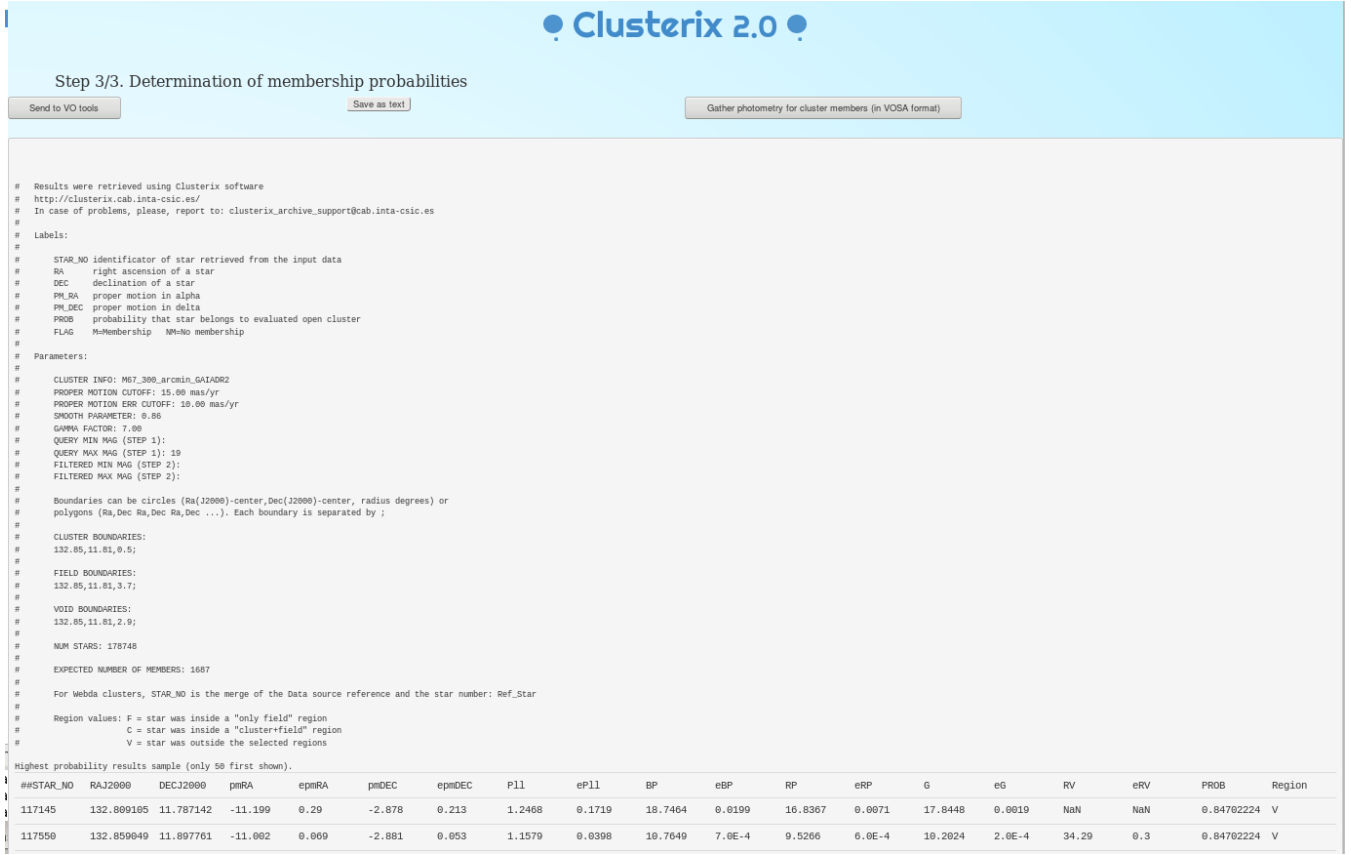 Clusterix 2.0
Step 3/3. Determination of membership probabilities
Send to VO tools Save as text Gather photometry for cluster members (in VOSA format)
# Results were retrieved using Clusterix software
# http://clusterix.cab.inta-csic.es/
# In case of problems, please, report to: clusterix_archive_support@cab.inta-csic.es
#
# Labels:
#
# STAR_NO identificator of star retrieved from the input data
# RA right ascension of a star
# DEC declination of a star
# PM_RA proper motion in alpha
# PM_DEC proper motion in delta
# PROB probability that star belongs to evaluated open cluster
# FLAG M=Membership NM=No membership
#
# Parameters:
#
# CLUSTER INFO: M67_300_arcmin_GAIADR2
# PROPER MOTION CUTOFF: 15.00 mas/yr
# PROPER MOTION ERR CUTOFF: 10.00 mas/yr
# SMOOTH PARAMETER: 0.86
# GAMMA FACTOR: 7.00
# QUERY MIN MAG (STEP 1):
# QUERY MAX MAG (STEP 1): 19
# FILTERED MIN MAG (STEP 2):
# FILTERED MAX MAG (STEP 2):
#
# Boundaries can be circles (Ra(J2000)-center,Dec(J2000)-center, radius degrees) or
# polygons (Ra,Dec Ra,Dec Ra,Dec ...). Each boundary is separated by ;
#
# CLUSTER BOUNDARIES:
# 132.85,11.81,0.5;
#
# FIELD BOUNDARIES:
# 132.85,11.81,3.7;
#
# VOID BOUNDARIES:
# 132.85,11.81,2.9;
#
# NUM STARS: 178748
#
# EXPECTED NUMBER OF MEMBERS: 1687
#
# For Webda clusters, STAR_NO is the merge of the Data source reference and the star number: Ref_Star
#
# Region values: F = star was inside a "only field" region
# C = star was inside a "cluster+field" region
# V = star was outside the selected regions
Highest probability results sample (only 50 first shown).
##STAR_NO RAJ2000 DECJ2000 pmRA epmRA pmDEC epmDEC Pll ePll BP eBP RP eRP G eG RV eRV PROB Region
117145 132.809105 11.787142 -11.199 0.29 -2.878 0.213 1.2468 0.1719 18.7464 0.0199 16.8367 0.0071 17.8448 0.0019 NaN NaN 0.84702224 V
117550 132.859049 11.897761 -11.002 0.069 -2.881 0.053 1.1579 0.0398 10.7649 7.0E-4 9.5266 6.0E-4 10.2024 2.0E-4 34.29 0.3 0.84702224 V